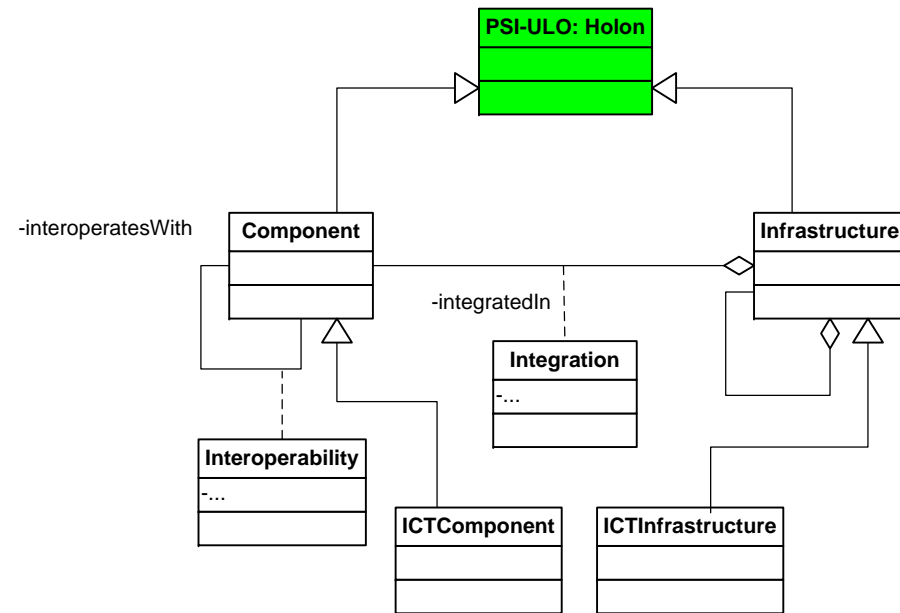 PSI-ULO: Holon
-interoperatesWith
Component
Infrastructure
-integratedIn
Integration
-...
Interoperability
-...
ICTComponent
ICTInfrastructure